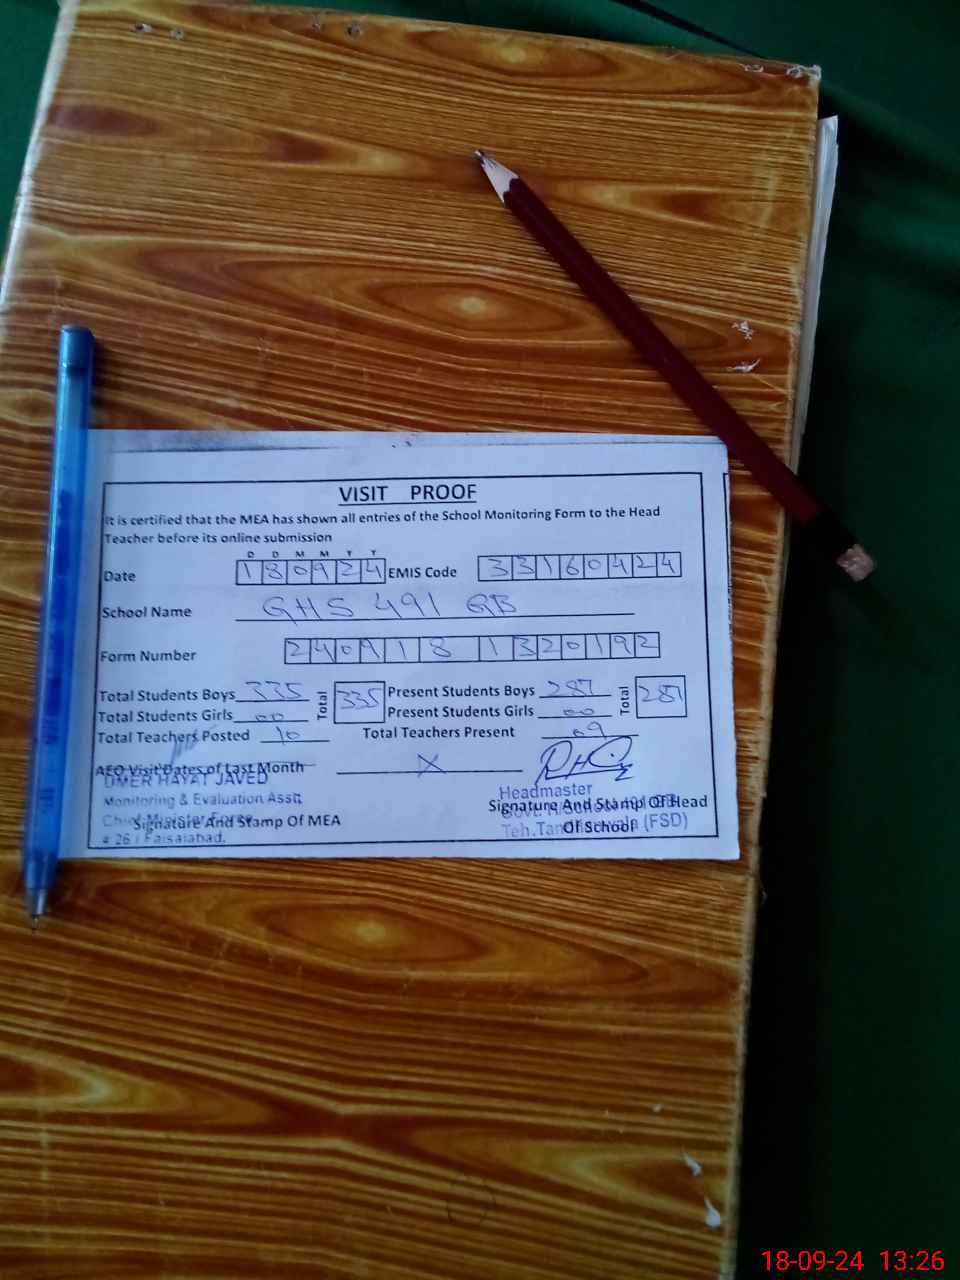 VISIT PROOF
It is certified that the MEA has shown all entries of the School Monitoring Form to the Head
Teacher before its online submission
D D M M Y Y
Date 180924 EMIS Code 33160424
School Name GHS 491 GB
Form Number 240918 1320192
Total Students Boys 335 Total 335 Present Students Boys 287 Total 287
Total Students Girls 00 Present Students Girls 00
Total Teachers Posted 10 Total Teachers Present 09
AEO Visit Dates of Last Month X
UMER HAYAT JAVED
Headmaster
Monitoring & Evaluation Asstt
Signature And Stamp Of Head
Signature And Stamp Of MEA
Of School
Teh. (FSD)
# 26 Faisalabad.
18-09-24 13:26